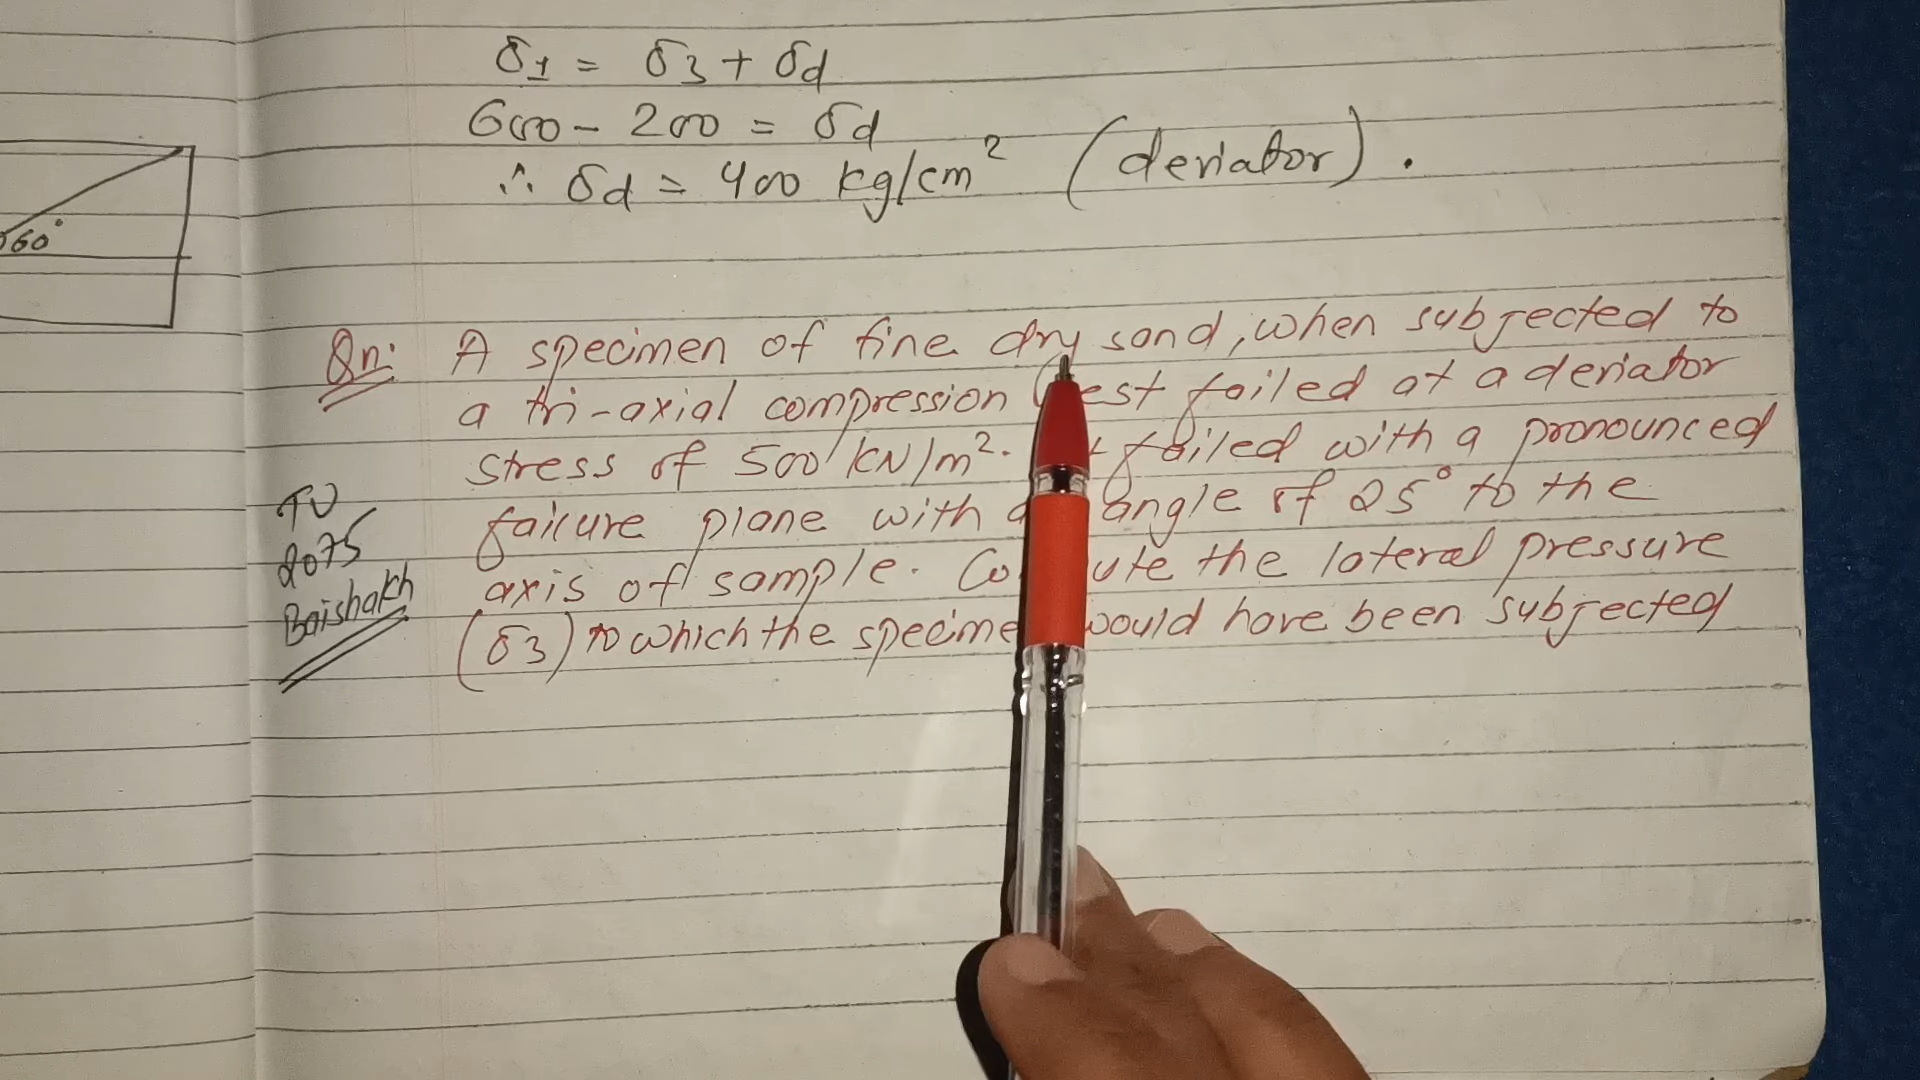 σ1 = σ3 + σd
600 - 200 = σd
∴ σd = 400 kg/cm² (deviator).
60°
Qn: A specimen of fine dry sand, when subjected to
a tri-axial compression test failed at a deviator
stress of 500 KN/m². failed with a pronounced
failure plane with angle of 25° to the
axis of sample. the lateral pressure
(σ3) to which the would have been subjected
TU
2075
Baishakh